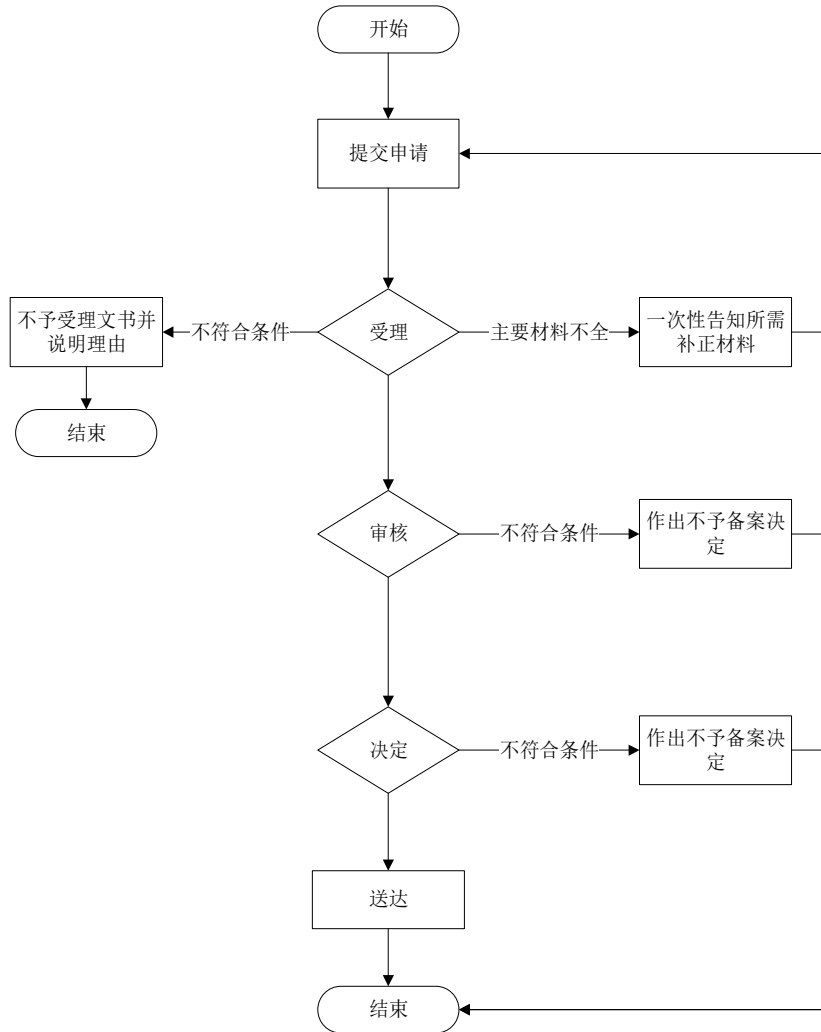 开始
提交申请
不予受理文书并
说明理由
不符合条件
受理
主要材料不全
一次性告知所需
补正材料
结束
审核
不符合条件
作出不予备案决
定
决定
不符合条件
作出不予备案决
定
送达
结束